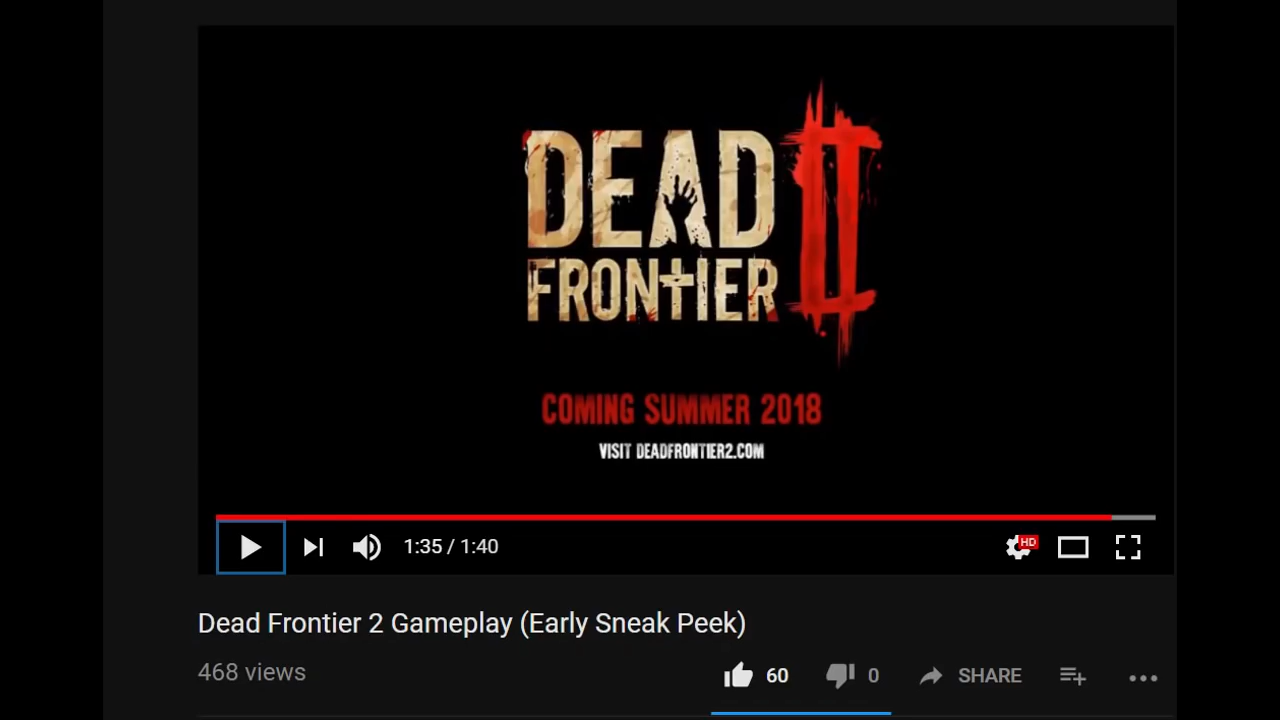 DEAD II
FRONTIER
COMING SUMMER 2018
VISIT DEADFRONTIER2.COM
1:35 / 1:40
HD
Dead Frontier 2 Gameplay (Early Sneak Peek)
468 views
60
0
SHARE